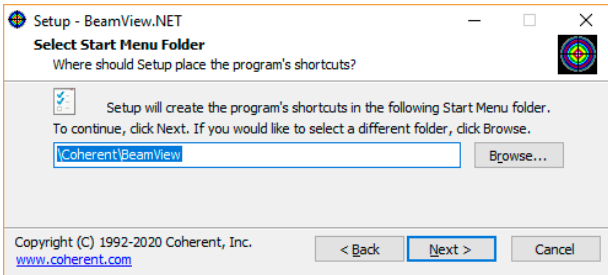 Setup - BeamView.NET
Select Start Menu Folder
Where should Setup place the program's shortcuts?
Setup will create the program's shortcuts in the following Start Menu folder.
To continue, click Next. If you would like to select a different folder, click Browse.
\Coherent\BeamView
Browse...
Copyright (C) 1992-2020 Coherent, Inc.
www.coherent.com
< Back
Next >
Cancel